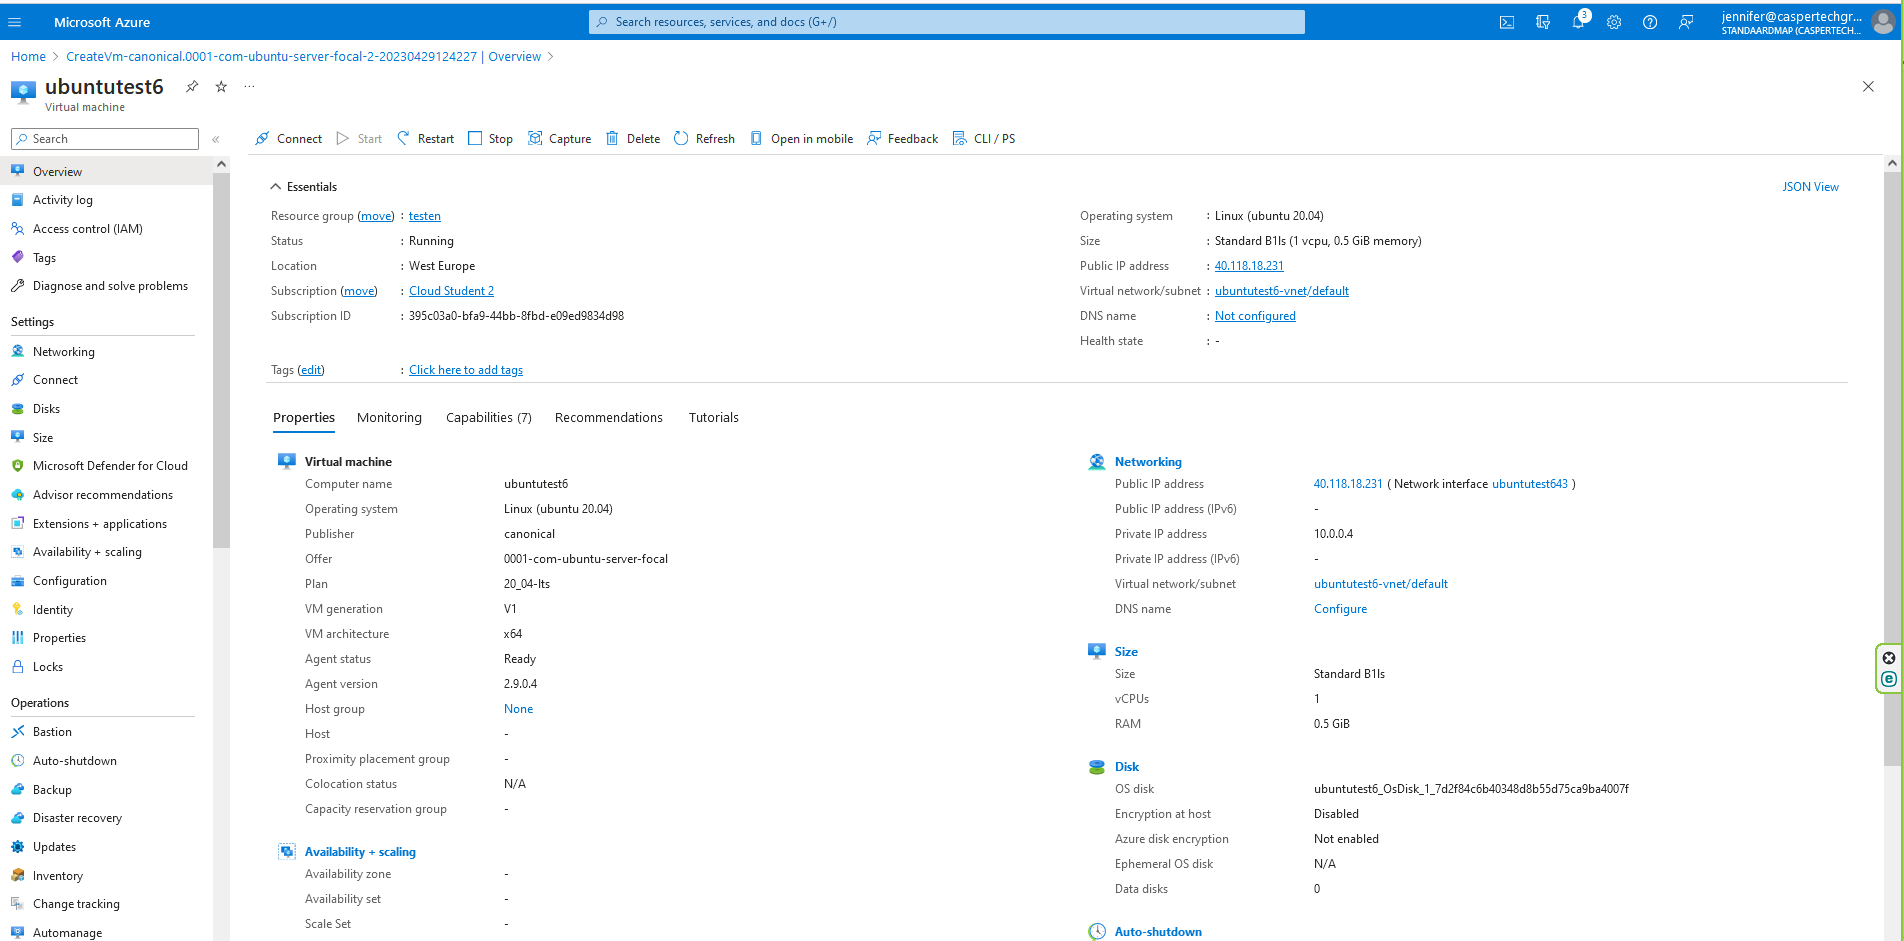 Microsoft Azure
Search resources, services, and docs (G+/)
3
jennifer@caspertechgr...
STANDAARDMAP (CASPERTECH...
Home > CreateVm-canonical.0001-com-ubuntu-server-focal-2-20230429124227 | Overview >
ubuntutest6
Virtual machine
Search
«
Connect Start Restart Stop Capture Delete Refresh Open in mobile Feedback CLI / PS
Overview
Activity log
Access control (IAM)
Tags
Diagnose and solve problems
Settings
Networking
Connect
Disks
Size
Microsoft Defender for Cloud
Advisor recommendations
Extensions + applications
Availability + scaling
Configuration
Identity
Properties
Locks
Operations
Bastion
Auto-shutdown
Backup
Disaster recovery
Updates
Inventory
Change tracking
Automanage
Essentials
JSON View
Resource group (move) : testen
Status : Running
Location : West Europe
Subscription (move) : Cloud Student 2
Subscription ID : 395c03a0-bfa9-44bb-8fbd-e09ed9834d98
Operating system : Linux (ubuntu 20.04)
Size : Standard B1ls (1 vcpu, 0.5 GiB memory)
Public IP address : 40.118.18.231
Virtual network/subnet : ubuntutest6-vnet/default
DNS name : Not configured
Health state : -
Tags (edit) : Click here to add tags
Properties Monitoring Capabilities (7) Recommendations Tutorials
Virtual machine
Computer name ubuntutest6
Operating system Linux (ubuntu 20.04)
Publisher canonical
Offer 0001-com-ubuntu-server-focal
Plan 20_04-lts
VM generation V1
VM architecture x64
Agent status Ready
Agent version 2.9.0.4
Host group None
Host -
Proximity placement group -
Colocation status N/A
Capacity reservation group -
Availability + scaling
Availability zone -
Availability set -
Scale Set -
Networking
Public IP address 40.118.18.231 ( Network interface ubuntutest643 )
Public IP address (IPv6) -
Private IP address 10.0.0.4
Private IP address (IPv6) -
Virtual network/subnet ubuntutest6-vnet/default
DNS name Configure
Size
Size Standard B1ls
vCPUs 1
RAM 0.5 GiB
Disk
OS disk ubuntutest6_OsDisk_1_7d2f84c6b40348d8b55d75ca9ba4007f
Encryption at host Disabled
Azure disk encryption Not enabled
Ephemeral OS disk N/A
Data disks 0
Auto-shutdown